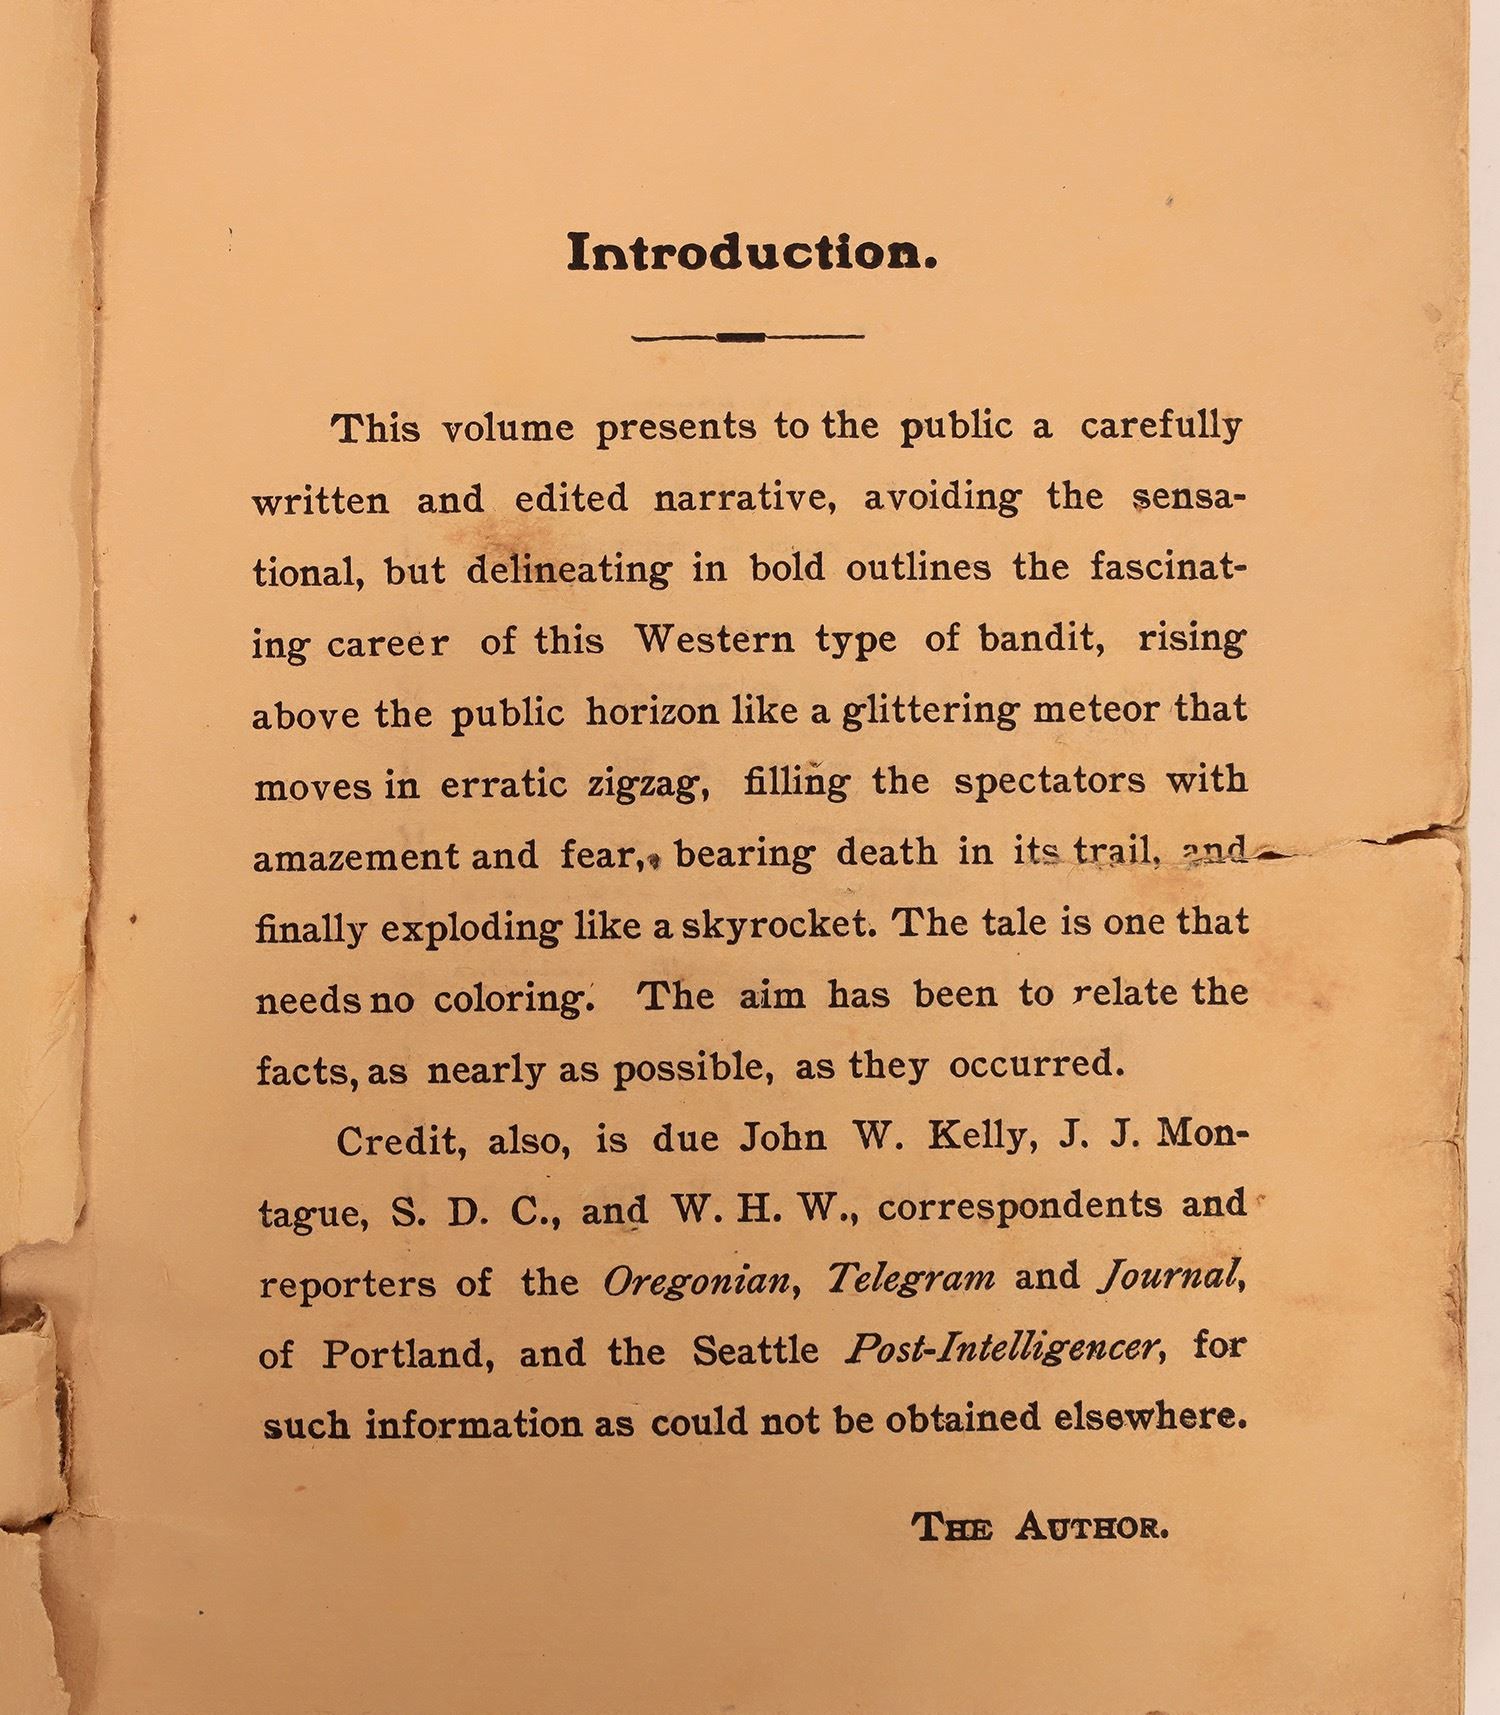 Introduction.
This volume presents to the public a carefully
written and edited narrative, avoiding the sensa-
tional, but delineating in bold outlines the fascinat-
ing career of this Western type of bandit, rising
above the public horizon like a glittering meteor that
moves in erratic zigzag, filling the spectators with
amazement and fear, bearing death in its trail, and
finally exploding like a skyrocket. The tale is one that
needs no coloring. The aim has been to relate the
facts, as nearly as possible, as they occurred.
Credit, also, is due John W. Kelly, J. J. Mon-
tague, S. D. C., and W. H. W., correspondents and
reporters of the Oregonian, Telegram and Journal,
of Portland, and the Seattle Post-Intelligencer, for
such information as could not be obtained elsewhere.
THE AUTHOR.